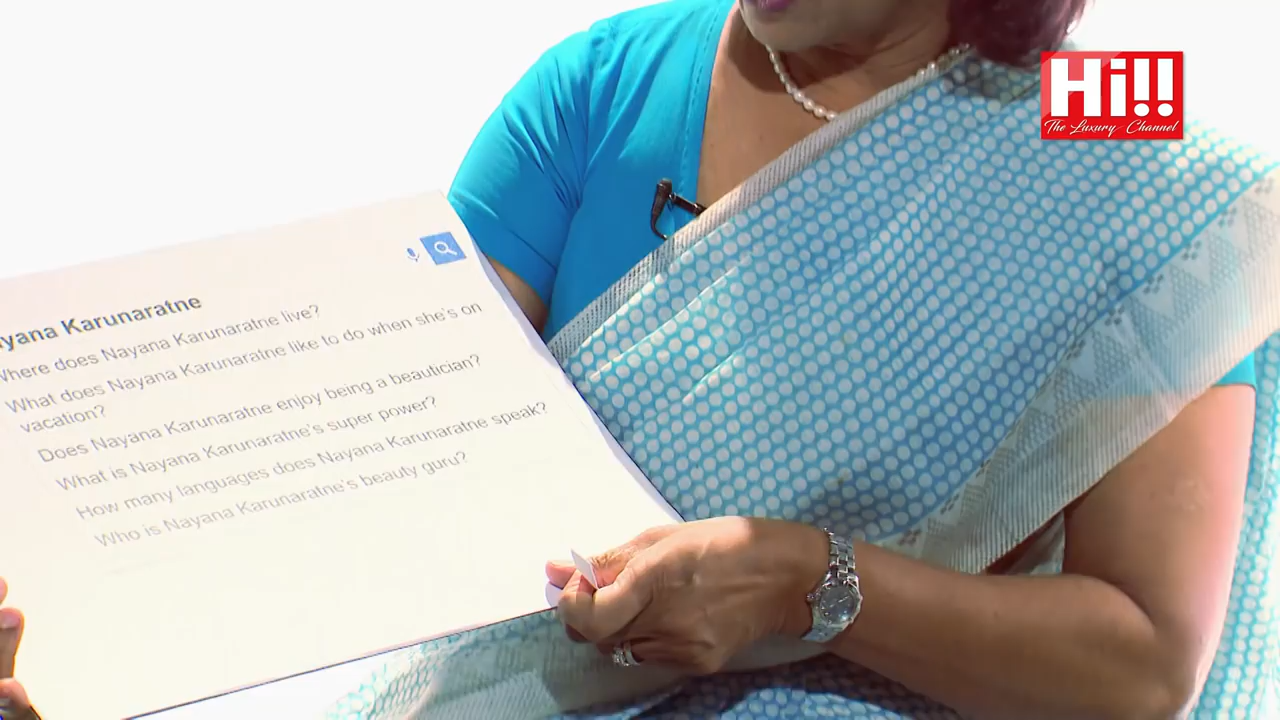 Hi!!
The Luxury Channel
ayana Karunaratne
Where does Nayana Karunaratne live?
What does Nayana Karunaratne like to do when she's on
vacation?
Does Nayana Karunaratne enjoy being a beautician?
What is Nayana Karunaratne's super power?
How many languages does Nayana Karunaratne speak?
Who is Nayana Karunaratne's beauty guru?